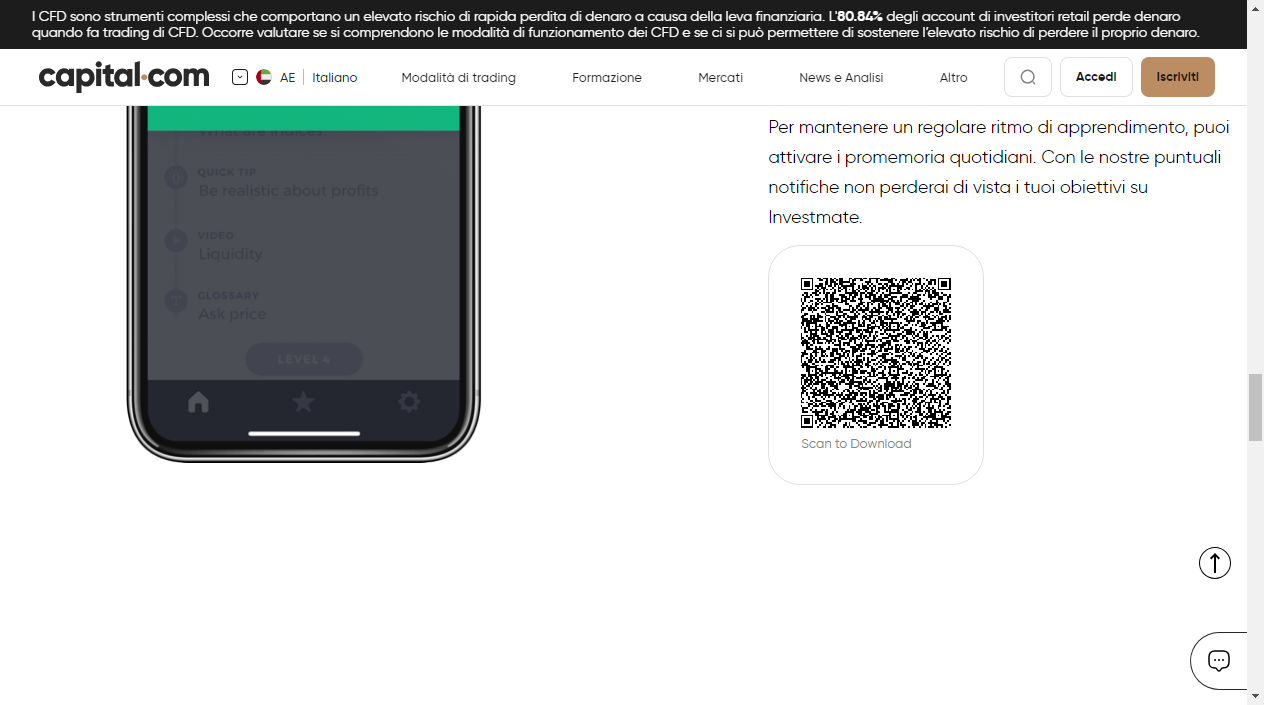 I CFD sono strumenti complessi che comportano un elevato rischio di rapida perdita di denaro a causa della leva finanziaria. L'80.84% degli account di investitori retail perde denaro
quando fa trading di CFD. Occorre valutare se si comprendono le modalità di funzionamento dei CFD e se ci si può permettere di sostenere l'elevato rischio di perdere il proprio denaro.
capital.com
AE
Italiano
Modalità di trading
Formazione
Mercati
News e Analisi
Altro
Accedi
Iscriviti
What are indices?
QUICK TIP
Be realistic about profits
VIDEO
Liquidity
GLOSSARY
Ask price
LEVEL 4
Per mantenere un regolare ritmo di apprendimento, puoi
attivare i promemoria quotidiani. Con le nostre puntuali
notifiche non perderai di vista i tuoi obiettivi su
Investmate.
Scan to Download